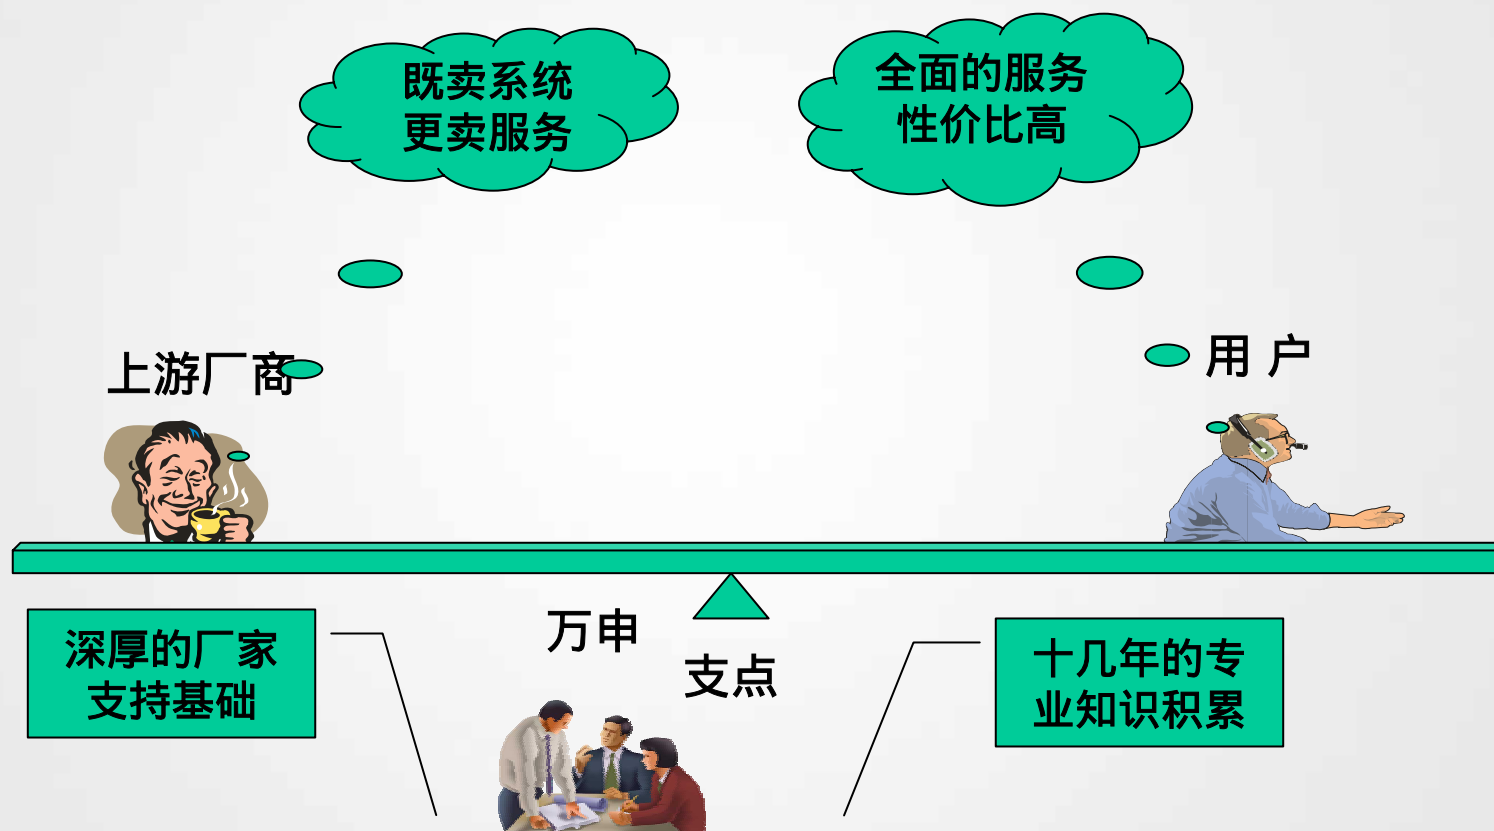 既卖系统
更卖服务
全面的服务
性价比高
上游厂商
用 户
万申
支点
深厚的厂家
支持基础
十几年的专
业知识积累